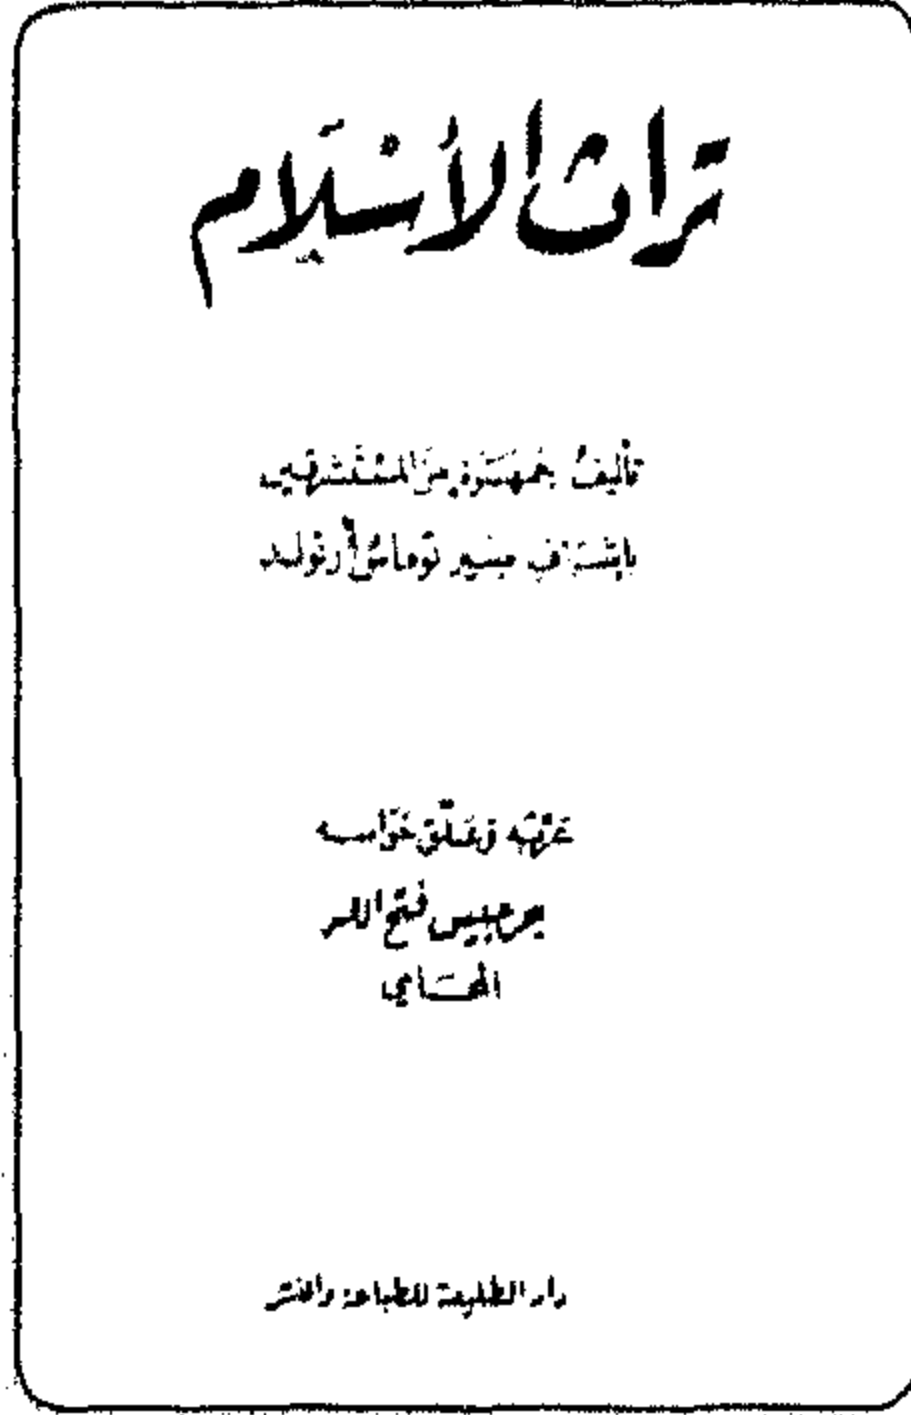 تراث الإسلام
تأليف جمهرة من المستشرقين
بإشراف سير توماس أرنولد
عربه وعلق حواشيه
جرجيس فتح الله
المحامي
دار الطليعة للطباعة والنشر